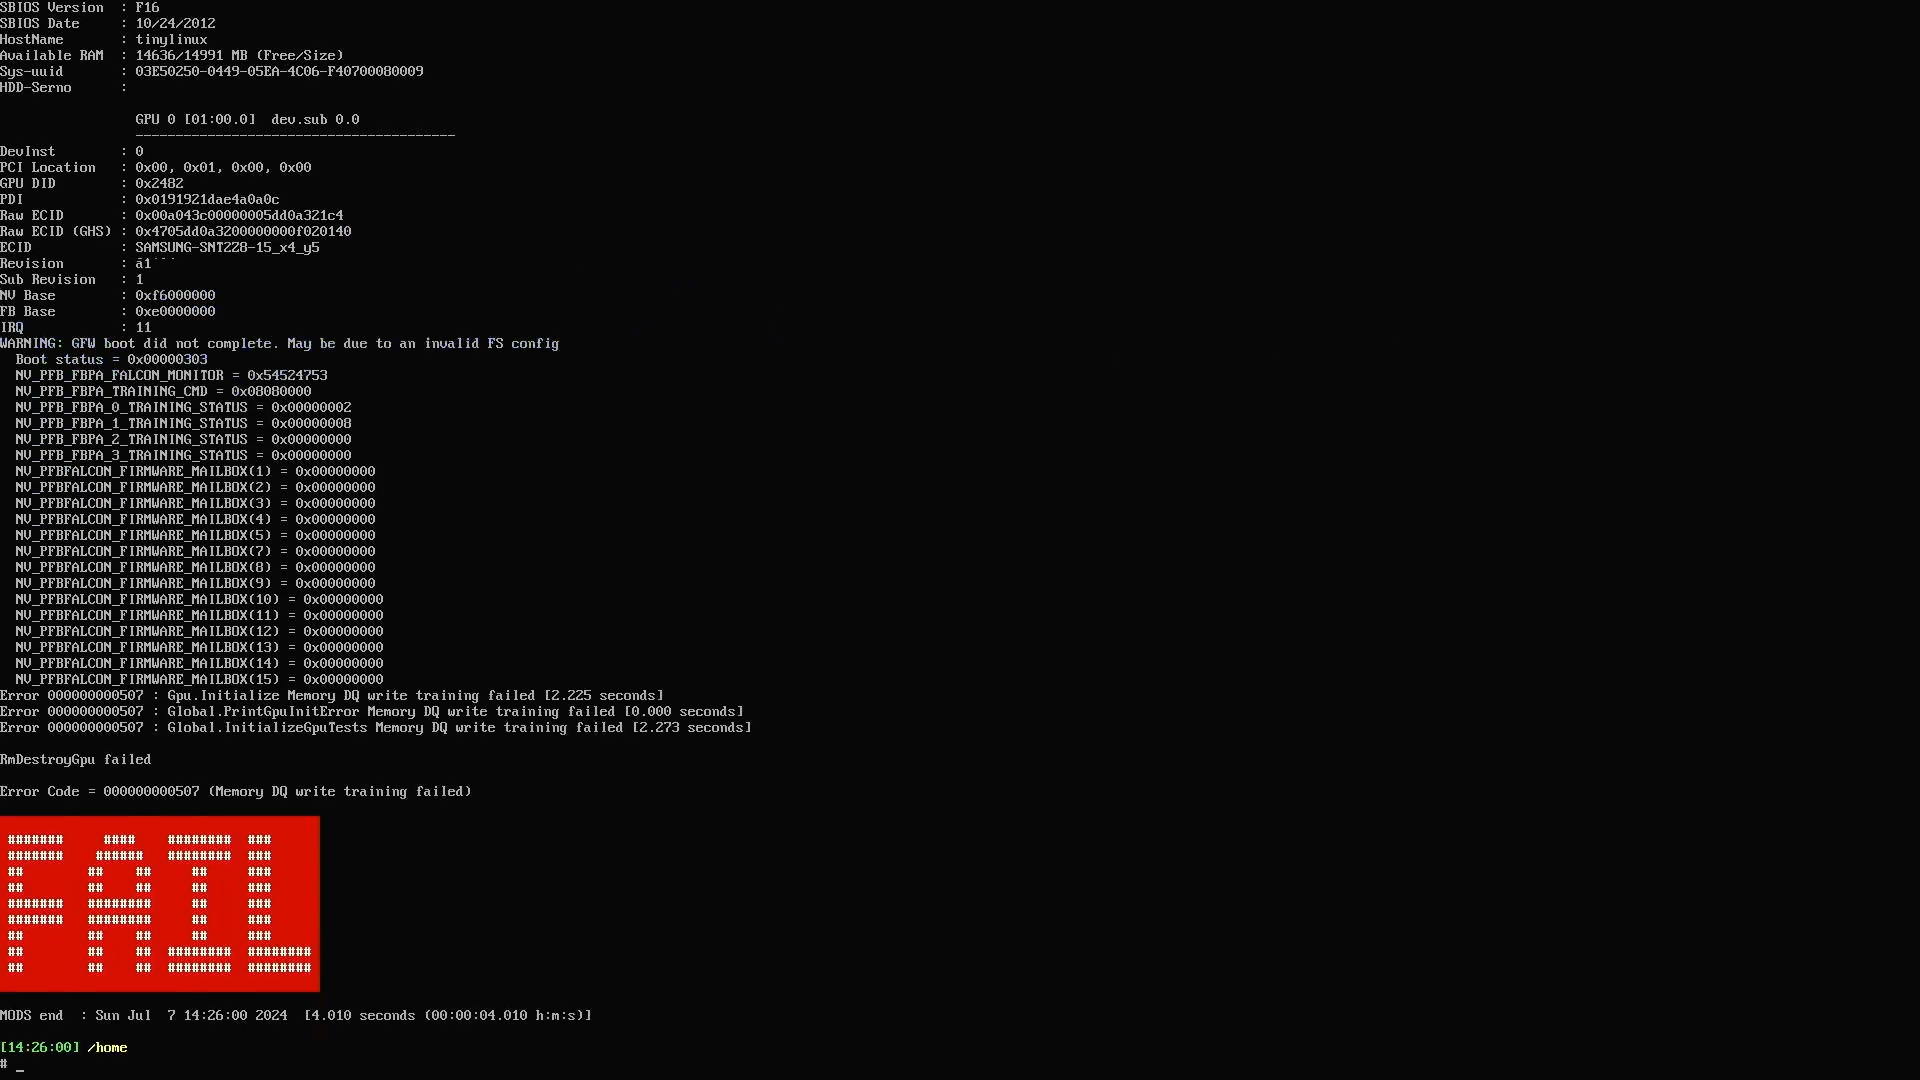 SBIOS Version  : F16
SBIOS Date     : 10/24/2012
HostName       : tinylinux
Available RAM  : 14636/14991 MB (Free/Size)
Sys-uuid       : 03E50250-0449-05EA-4C06-F40700080009
HDD-Serno      :
GPU 0 [01:00.0]  dev.sub 0.0
----------------------------------------
DevInst        : 0
PCI Location   : 0x00, 0x01, 0x00, 0x00
GPU DID        : 0x2482
PDI            : 0x0191921dae4a0a0c
Raw ECID       : 0x00a043c00000005dd0a321c4
Raw ECID (GHS) : 0x4705dd0a3200000000f020140
ECID           : SAMSUNG-SNT228-15_x4_y5
Revision       : a1
Sub Revision   : 1
NV Base        : 0xf6000000
FB Base        : 0xe0000000
IRQ            : 11
WARNING: GFW boot did not complete. May be due to an invalid FS config
  Boot status = 0x00000303
  NV_PFB_FBPA_FALCON_MONITOR = 0x54524753
  NV_PFB_FBPA_TRAINING_CMD = 0x08080000
  NV_PFB_FBPA_0_TRAINING_STATUS = 0x00000002
  NV_PFB_FBPA_1_TRAINING_STATUS = 0x00000008
  NV_PFB_FBPA_2_TRAINING_STATUS = 0x00000000
  NV_PFB_FBPA_3_TRAINING_STATUS = 0x00000000
  NV_PFBFALCON_FIRMWARE_MAILBOX(1) = 0x00000000
  NV_PFBFALCON_FIRMWARE_MAILBOX(2) = 0x00000000
  NV_PFBFALCON_FIRMWARE_MAILBOX(3) = 0x00000000
  NV_PFBFALCON_FIRMWARE_MAILBOX(4) = 0x00000000
  NV_PFBFALCON_FIRMWARE_MAILBOX(5) = 0x00000000
  NV_PFBFALCON_FIRMWARE_MAILBOX(7) = 0x00000000
  NV_PFBFALCON_FIRMWARE_MAILBOX(8) = 0x00000000
  NV_PFBFALCON_FIRMWARE_MAILBOX(9) = 0x00000000
  NV_PFBFALCON_FIRMWARE_MAILBOX(10) = 0x00000000
  NV_PFBFALCON_FIRMWARE_MAILBOX(11) = 0x00000000
  NV_PFBFALCON_FIRMWARE_MAILBOX(12) = 0x00000000
  NV_PFBFALCON_FIRMWARE_MAILBOX(13) = 0x00000000
  NV_PFBFALCON_FIRMWARE_MAILBOX(14) = 0x00000000
  NV_PFBFALCON_FIRMWARE_MAILBOX(15) = 0x00000000
Error 000000000507 : Gpu.Initialize Memory DQ write training failed [2.225 seconds]
Error 000000000507 : Global.PrintGpuInitError Memory DQ write training failed [0.000 seconds]
Error 000000000507 : Global.InitializeGpuTests Memory DQ write training failed [2.273 seconds]
RmDestroyGpu failed
Error Code = 000000000507 (Memory DQ write training failed)
FAIL
MODS end  : Sun Jul  7 14:26:00 2024  [4.010 seconds (00:00:04.010 h:m:s)]
[14:26:00] /home
# _